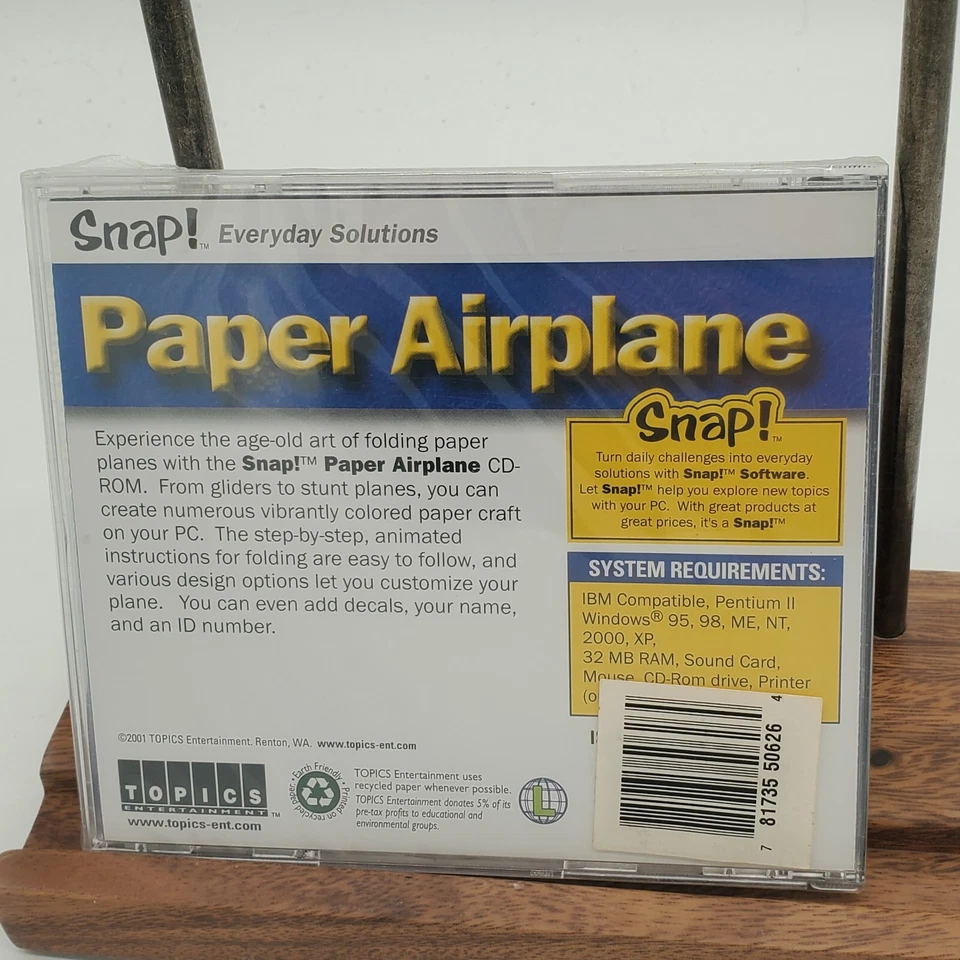 Snap!™ Everyday Solutions
Paper Airplane
Experience the age-old art of folding paper
planes with the Snap!™ Paper Airplane CD-
ROM. From gliders to stunt planes, you can
create numerous vibrantly colored paper craft
on your PC. The step-by-step, animated
instructions for folding are easy to follow, and
various design options let you customize your
plane. You can even add decals, your name,
and an ID number.
Snap!™
Turn daily challenges into everyday
solutions with Snap!™ Software.
Let Snap!™ help you explore new topics
with your PC. With great products at
great prices, it's a Snap!™
SYSTEM REQUIREMENTS:
IBM Compatible, Pentium II
Windows® 95, 98, ME, NT,
2000, XP,
32 MB RAM, Sound Card,
Mouse, CD-Rom drive, Printer
(o
©2001 TOPICS Entertainment. Renton, WA. www.topics-ent.com
TOPICS
ENTERTAINMENT™
www.topics-ent.com
Earth Friendly • Printed on recycled paper •
TOPICS Entertainment uses
recycled paper whenever possible.
TOPICS Entertainment donates 5% of its
pre-tax profits to educational and
environmental groups.
L
7 81735 50626 4